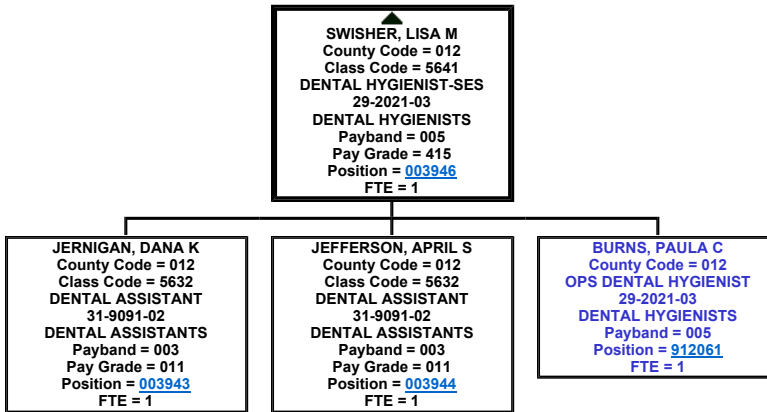 SWISHER, LISA M
County Code = 012
Class Code = 5641
DENTAL HYGIENIST-SES
29-2021-03
DENTAL HYGIENISTS
Payband = 005
Pay Grade = 415
Position = 003946
FTE = 1
JERNIGAN, DANA K
County Code = 012
Class Code = 5632
DENTAL ASSISTANT
31-9091-02
DENTAL ASSISTANTS
Payband = 003
Pay Grade = 011
Position = 003943
FTE = 1
JEFFERSON, APRIL S
County Code = 012
Class Code = 5632
DENTAL ASSISTANT
31-9091-02
DENTAL ASSISTANTS
Payband = 003
Pay Grade = 011
Position = 003944
FTE = 1
BURNS, PAULA C
County Code = 012
OPS DENTAL HYGIENIST
29-2021-03
DENTAL HYGIENISTS
Payband = 005
Position = 912061
FTE = 1